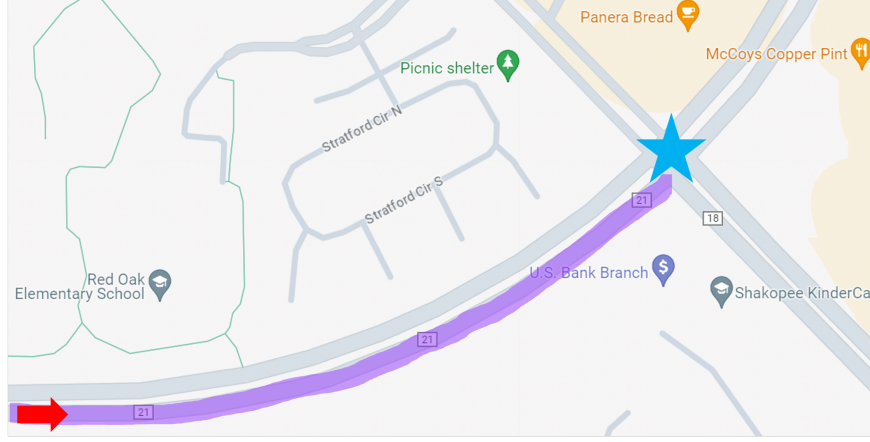 Panera Bread
McCoys Copper Pint
Picnic shelter
Stratford Cir N
Stratford Cir S
21
18
Red Oak
Elementary School
U.S. Bank Branch
Shakopee KinderCa
21
21